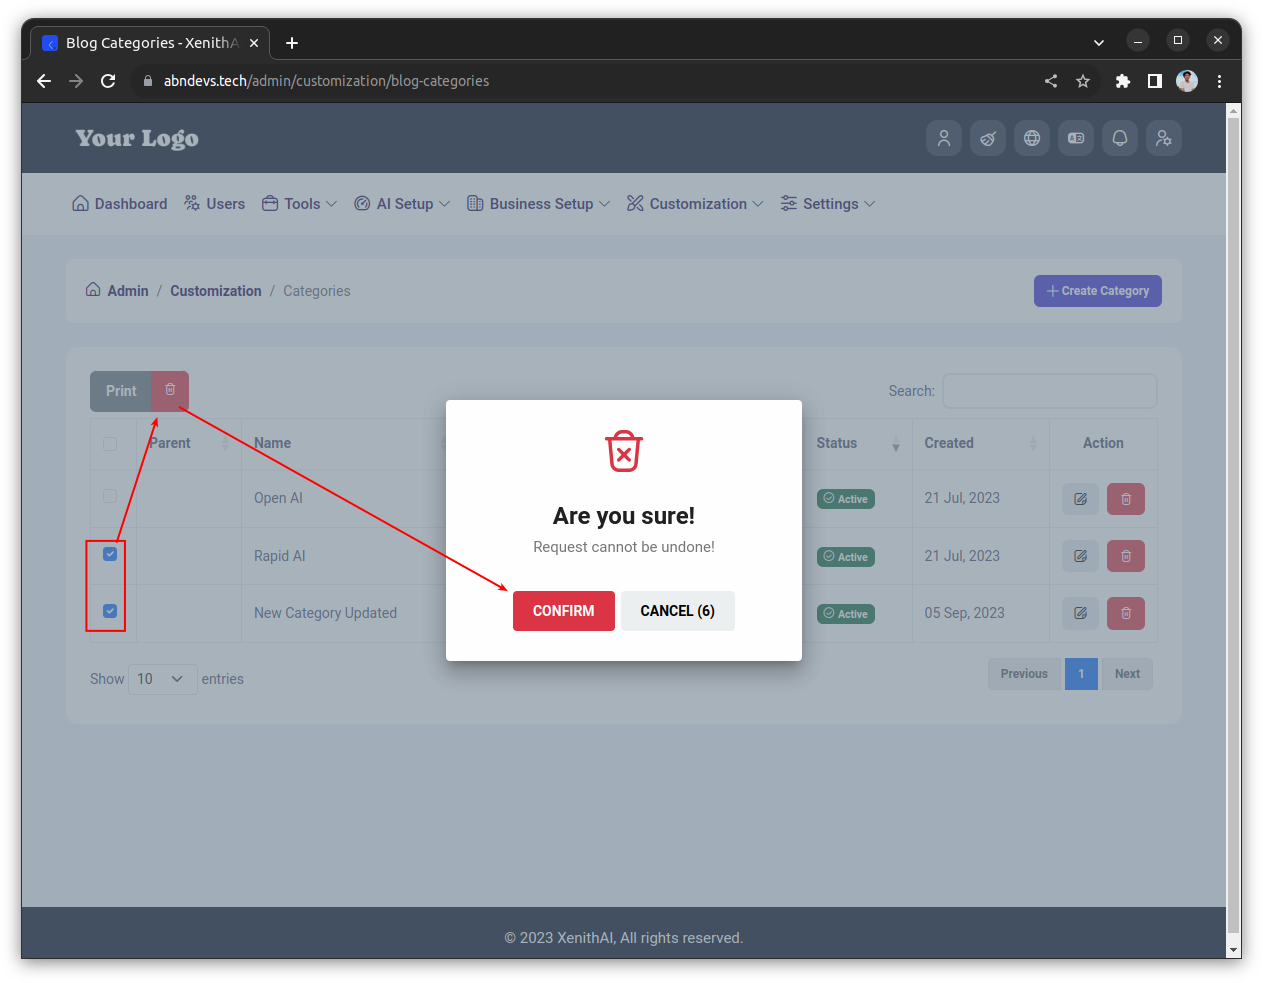 Blog Categories - XenithA
abndevs.tech/admin/customization/blog-categories
Your Logo
Dashboard Users Tools AI Setup Business Setup Customization Settings
Admin / Customization / Categories
Create Category
Print
Search:
Parent Name Status Created Action
Open AI Active 21 Jul, 2023
Rapid AI Active 21 Jul, 2023
New Category Updated Active 05 Sep, 2023
Are you sure!
Request cannot be undone!
CONFIRM CANCEL (6)
Show 10 entries
Previous 1 Next
© 2023 XenithAI, All rights reserved.